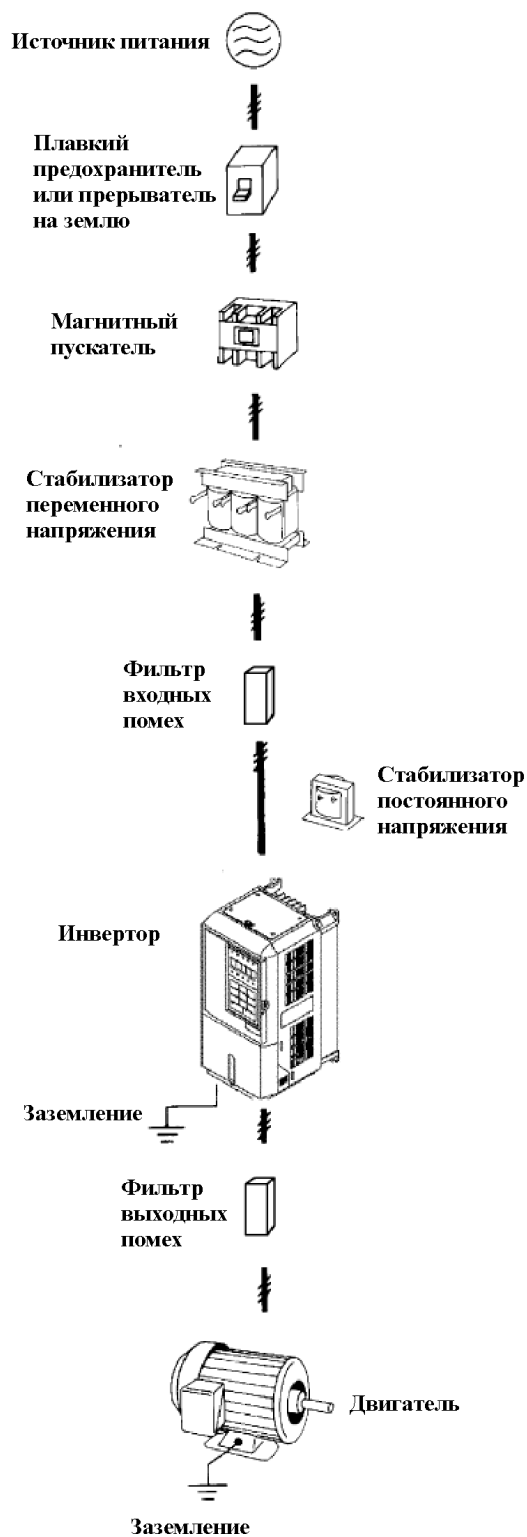 Источник питания
Плавкий
предохранитель
или прерыватель
на землю
Магнитный
пускатель
Стабилизатор
переменного
напряжения
Фильтр
входных
помех
Стабилизатор
постоянного
напряжения
Инвертор
Заземление
Фильтр
выходных
помех
Двигатель
Заземление